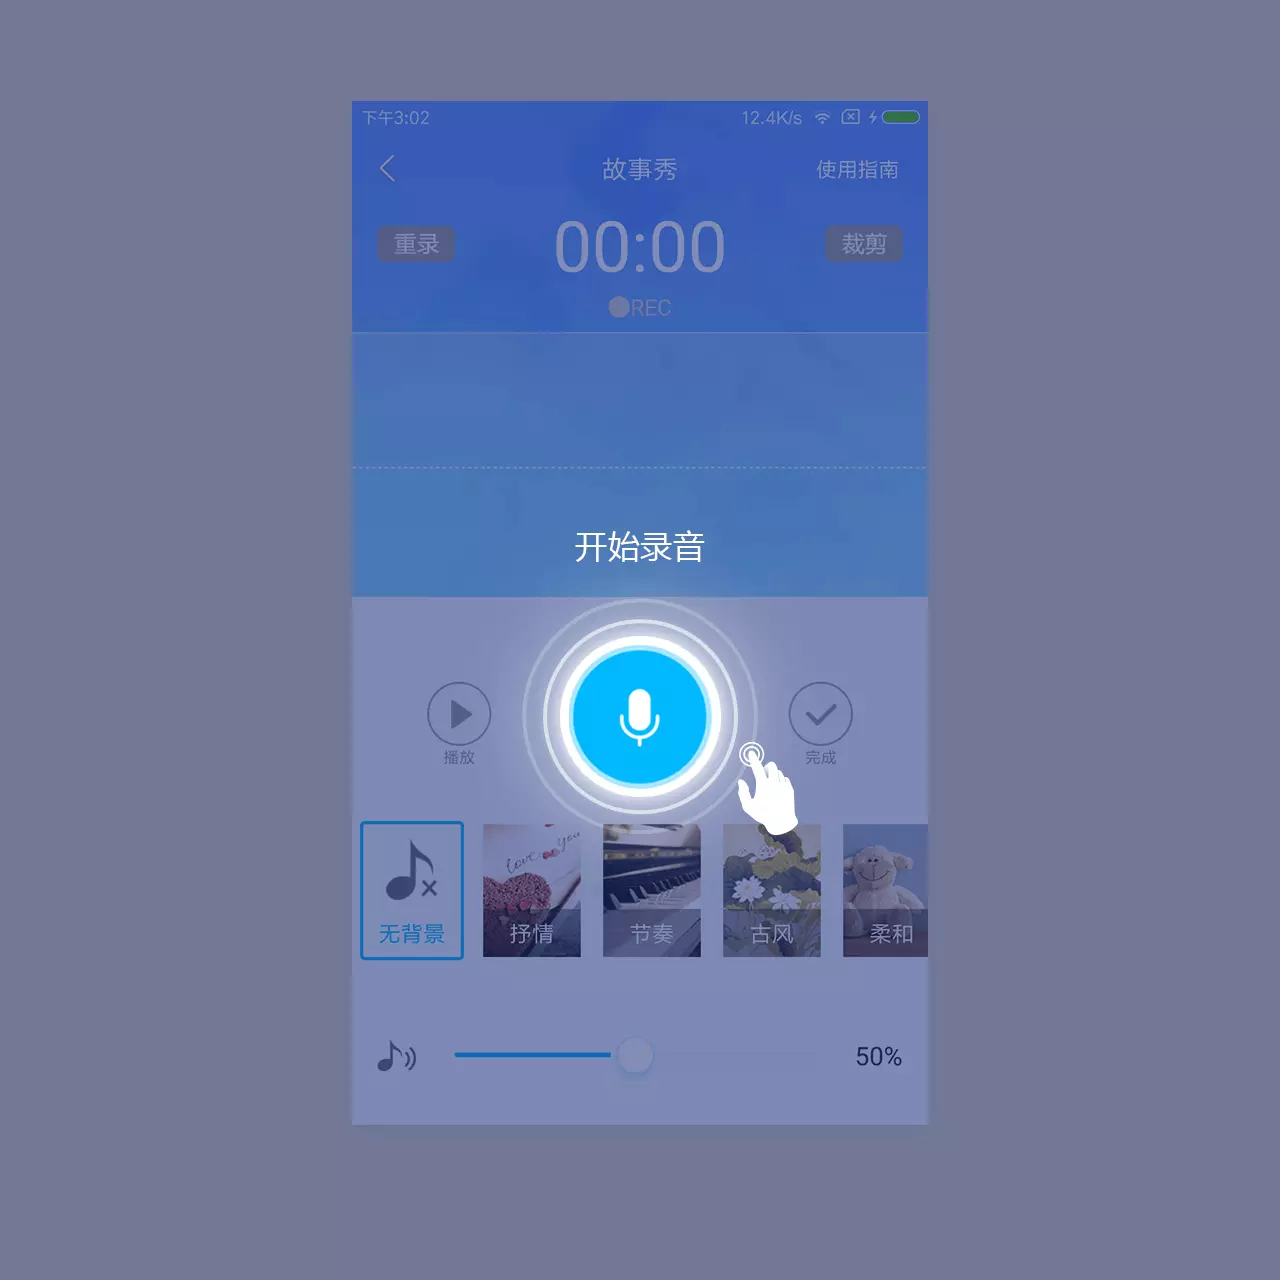 下午3:02 12.4K/s
故事秀 使用指南
重录 00:00 裁剪
REC
开始录音
播放 完成
love you
无背景 抒情 节奏 古风 柔和
50%